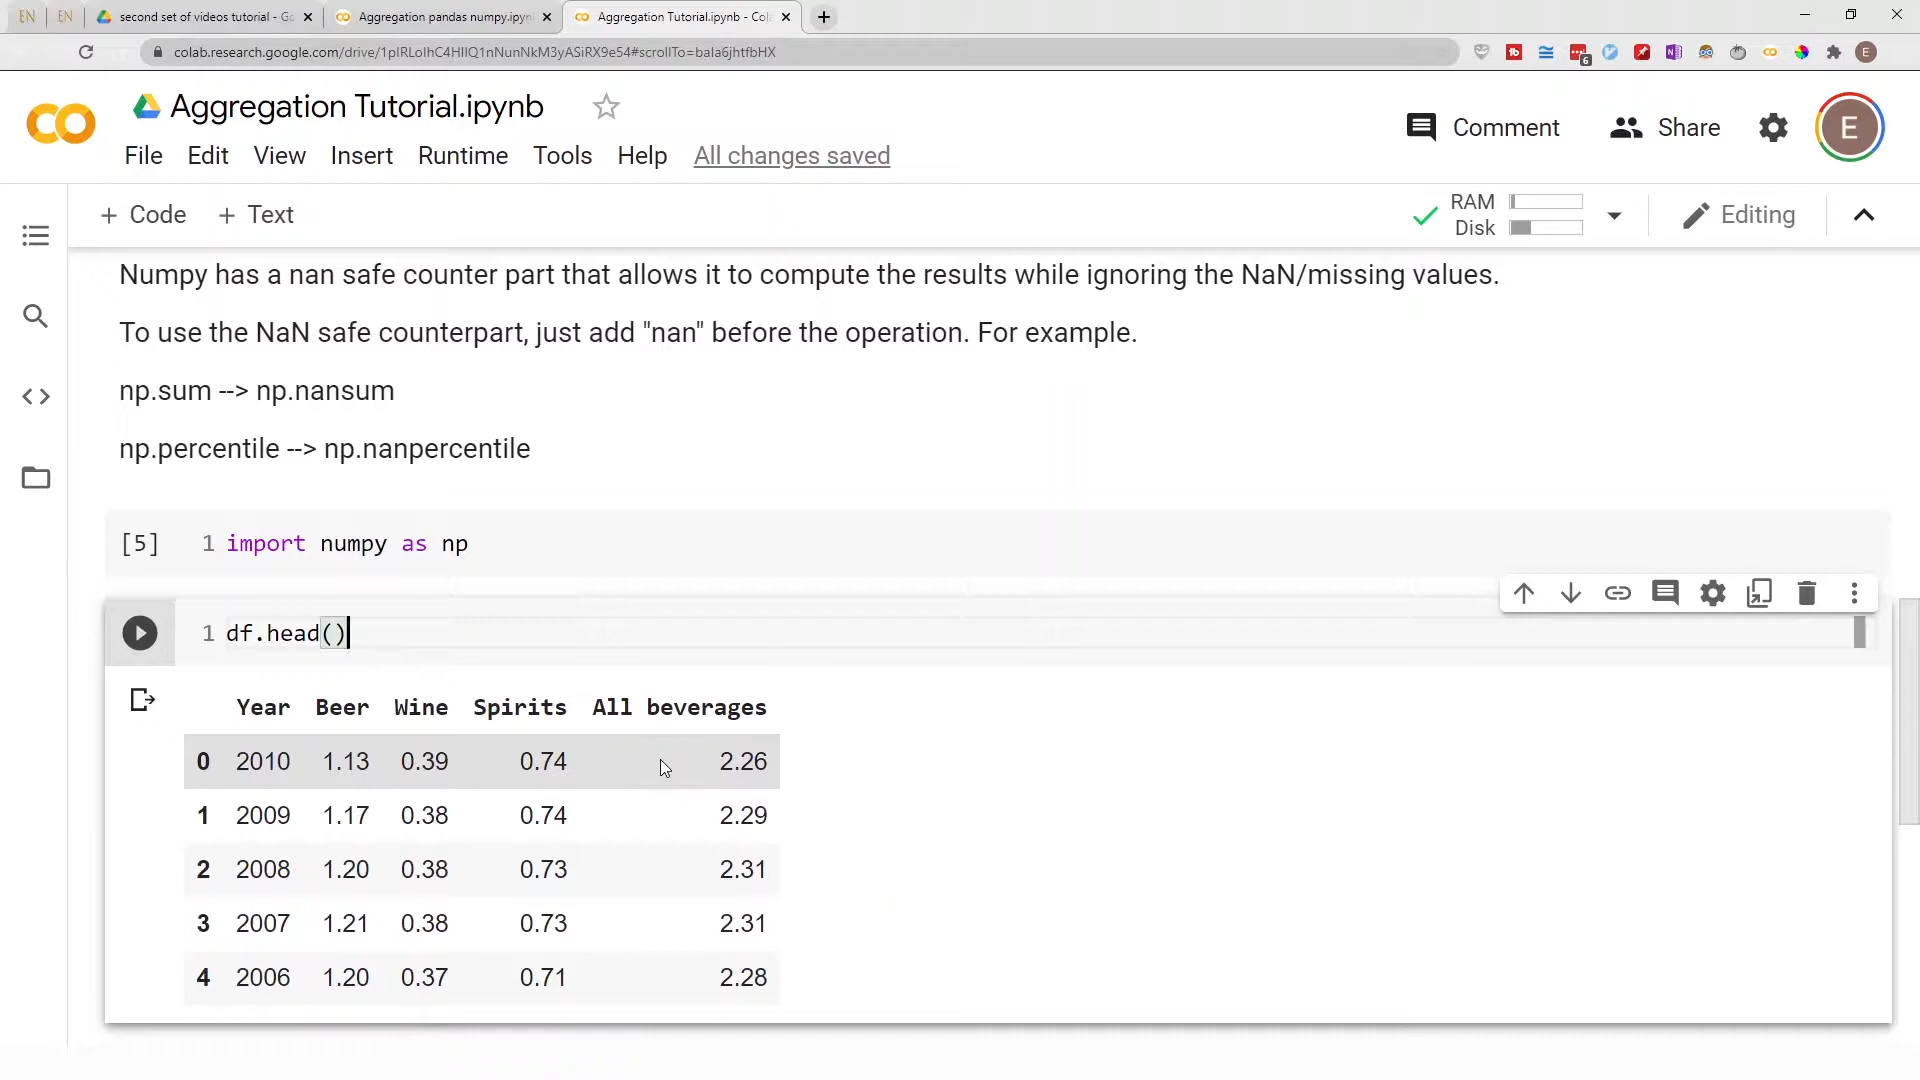 EN EN second set of videos tutorial - Go Aggregation pandas numpy.ipyn Aggregation Tutorial.ipynb - Cola
colab.research.google.com/drive/1pIRLoIhC4HIIQ1nNunNkM3yASiRX9e54#scrollTo=bala6jhtfbHX 6 E
Aggregation Tutorial.ipynb
Comment Share E
File Edit View Insert Runtime Tools Help All changes saved
+ Code + Text RAM Disk Editing
Numpy has a nan safe counter part that allows it to compute the results while ignoring the NaN/missing values.
To use the NaN safe counterpart, just add "nan" before the operation. For example.
np.sum --> np.nansum
np.percentile --> np.nanpercentile
[5] 1 import numpy as np
1 df.head()
Year Beer Wine Spirits All beverages
0 2010 1.13 0.39 0.74 2.26
1 2009 1.17 0.38 0.74 2.29
2 2008 1.20 0.38 0.73 2.31
3 2007 1.21 0.38 0.73 2.31
4 2006 1.20 0.37 0.71 2.28